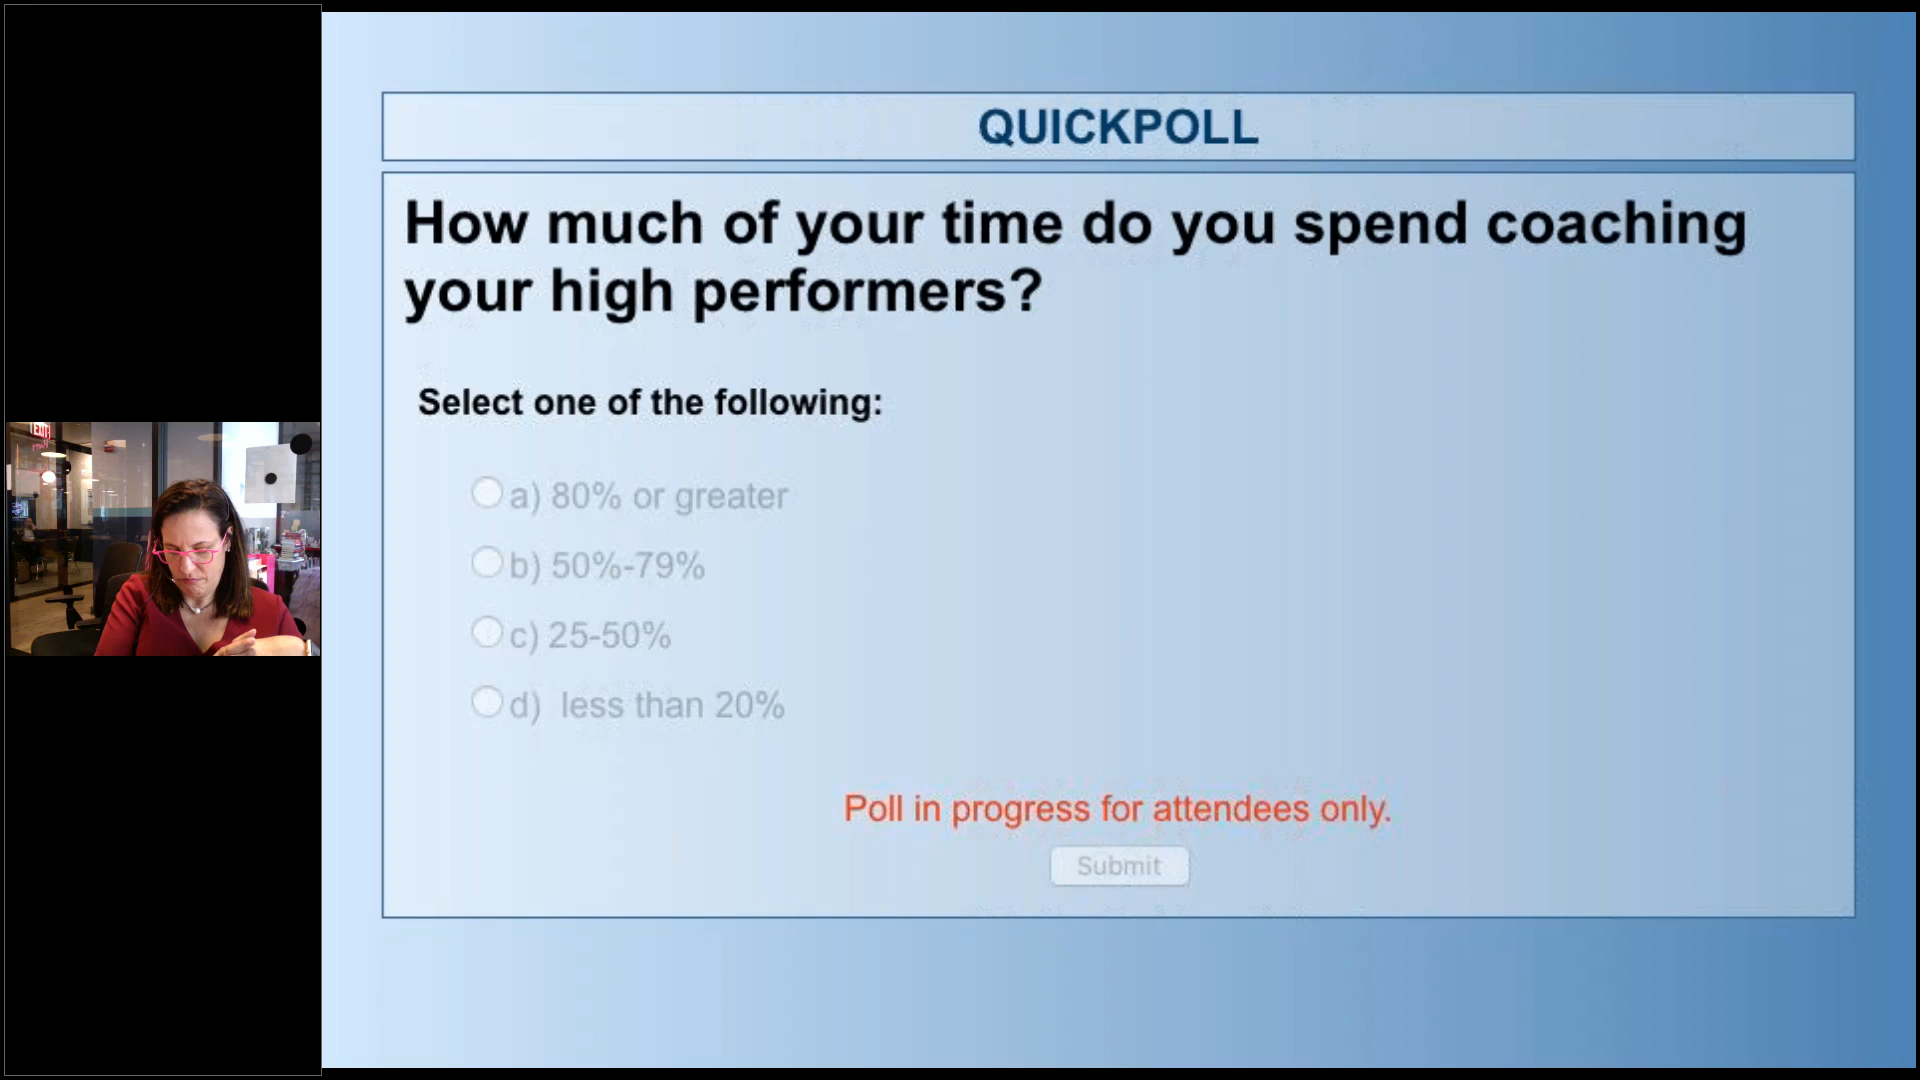 QUICKPOLL
How much of your time do you spend coaching
your high performers?
Select one of the following:
a) 80% or greater
b) 50%-79%
c) 25-50%
d) less than 20%
Poll in progress for attendees only.
Submit
EXIT